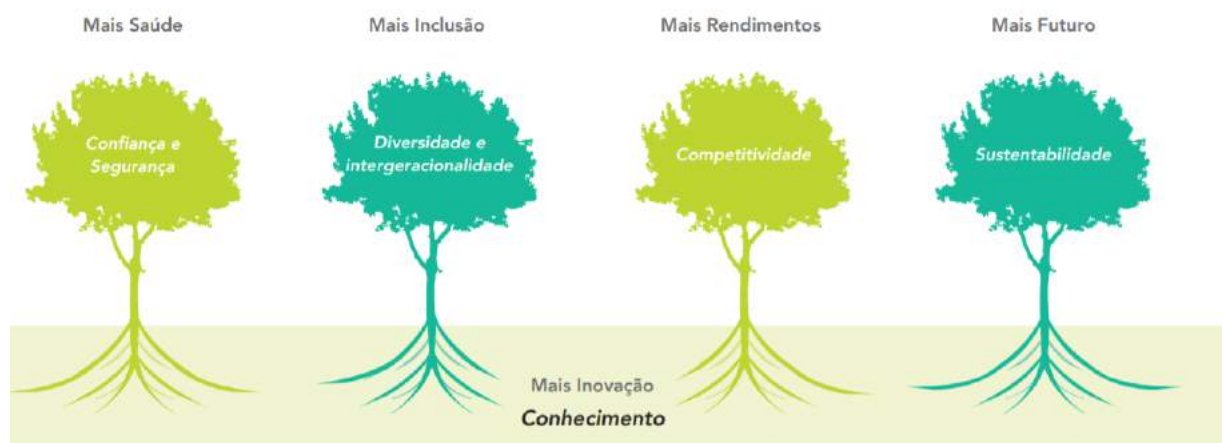 Mais Saúde
Mais Inclusão
Mais Rendimentos
Mais Futuro
Confiança e
Segurança
Diversidade e
intergeracionalidade
Competitividade
Sustentabilidade
Mais Inovação
Conhecimento